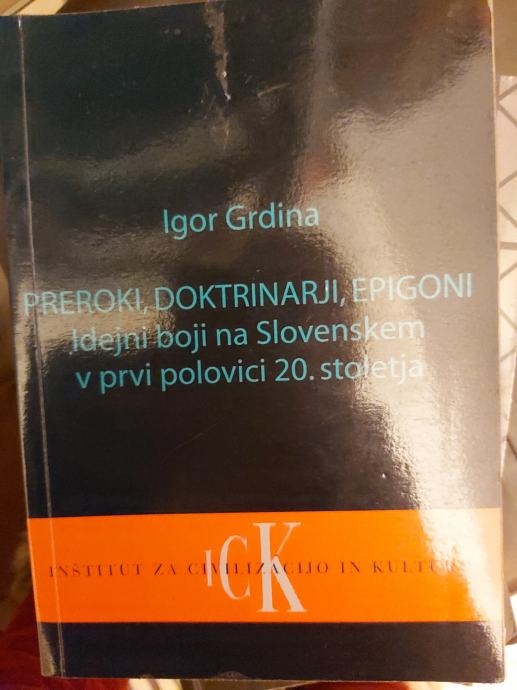 Igor Grdina
PREROKI, DOKTRINARJI, EPIGONI
Idejni boji na Slovenskem
v prvi polovici 20. stoletja
ICK
INŠTITUT ZA CIVILIZACIJO IN KULTURO